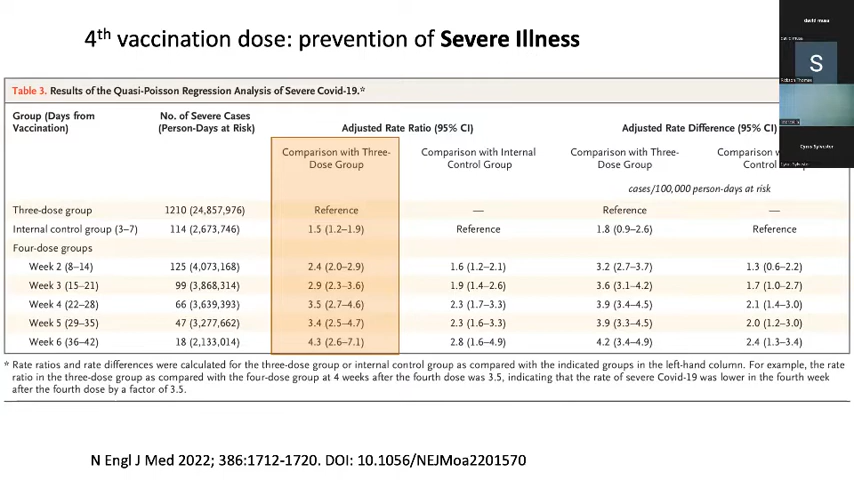 4th vaccination dose: prevention of Severe Illness
Table 3. Results of the Quasi-Poisson Regression Analysis of Severe Covid-19.*
Group (Days from Vaccination) No. of Severe Cases (Person-Days at Risk) Adjusted Rate Ratio (95% CI) Adjusted Rate Difference (95% CI)
Comparison with Three-Dose Group Comparison with Internal Control Group Comparison with Three-Dose Group Comparison Control
cases/100,000 person-days at risk
Three-dose group 1210 (24,857,976) Reference — Reference —
Internal control group (3–7) 114 (2,673,746) 1.5 (1.2–1.9) Reference 1.8 (0.9–2.6) Reference
Four-dose groups
Week 2 (8–14) 125 (4,073,168) 2.4 (2.0–2.9) 1.6 (1.2–2.1) 3.2 (2.7–3.7) 1.3 (0.6–2.2)
Week 3 (15–21) 99 (3,868,314) 2.9 (2.3–3.6) 1.9 (1.4–2.6) 3.6 (3.1–4.2) 1.7 (1.0–2.7)
Week 4 (22–28) 66 (3,639,393) 3.5 (2.7–4.6) 2.3 (1.7–3.3) 3.9 (3.4–4.5) 2.1 (1.4–3.0)
Week 5 (29–35) 47 (3,277,662) 3.4 (2.5–4.7) 2.3 (1.6–3.3) 3.9 (3.3–4.5) 2.0 (1.2–3.0)
Week 6 (36–42) 18 (2,133,014) 4.3 (2.6–7.1) 2.8 (1.6–4.9) 4.2 (3.4–4.9) 2.4 (1.3–3.4)
* Rate ratios and rate differences were calculated for the three-dose group or internal control group as compared with the indicated groups in the left-hand column. For example, the rate
ratio in the three-dose group as compared with the four-dose group at 4 weeks after the fourth dose was 3.5, indicating that the rate of severe Covid-19 was lower in the fourth week
after the fourth dose by a factor of 3.5.
N Engl J Med 2022; 386:1712-1720. DOI: 10.1056/NEJMoa2201570
S
Cyrus Sylvester